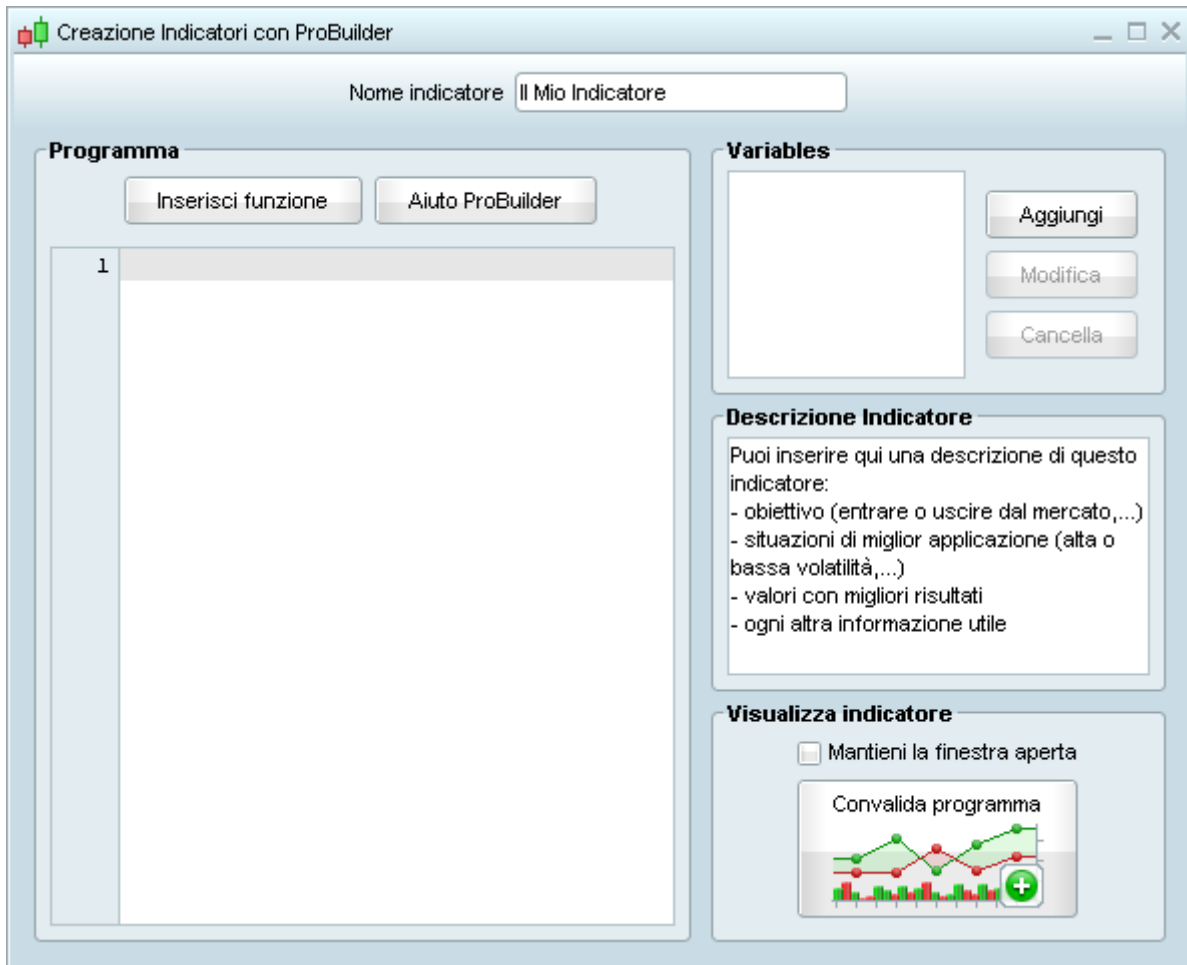 Creazione Indicatori con ProBuilder
Nome indicatore Il Mio Indicatore
Programma
Inserisci funzione Aiuto ProBuilder
1
Variables
Aggiungi
Modifica
Cancella
Descrizione Indicatore
Puoi inserire qui una descrizione di questo
indicatore:
- obiettivo (entrare o uscire dal mercato,...)
- situazioni di miglior applicazione (alta o
bassa volatilità,...)
- valori con migliori risultati
- ogni altra informazione utile
Visualizza indicatore
Mantieni la finestra aperta
Convalida programma